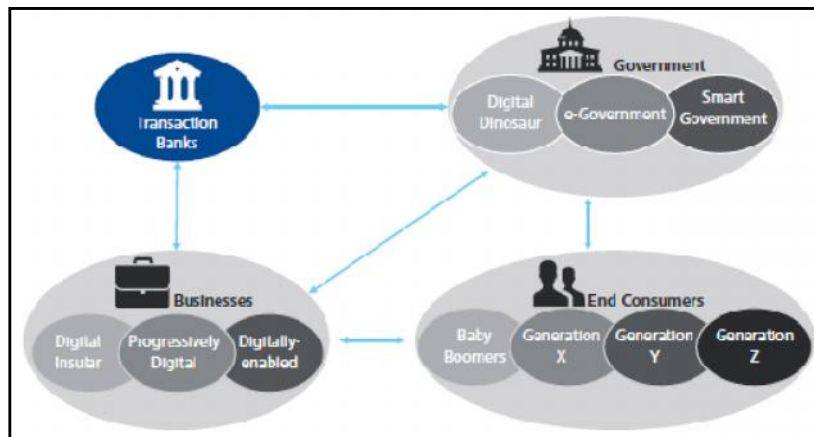 Transaction
Banks
Government
Digital
Dinosaur
e-Government
Smart
Government
Businesses
Digital
Insular
Progressively
Digital
Digitally-
enabled
End Consumers
Baby
Boomers
Generation
X
Generation
Y
Generation
Z